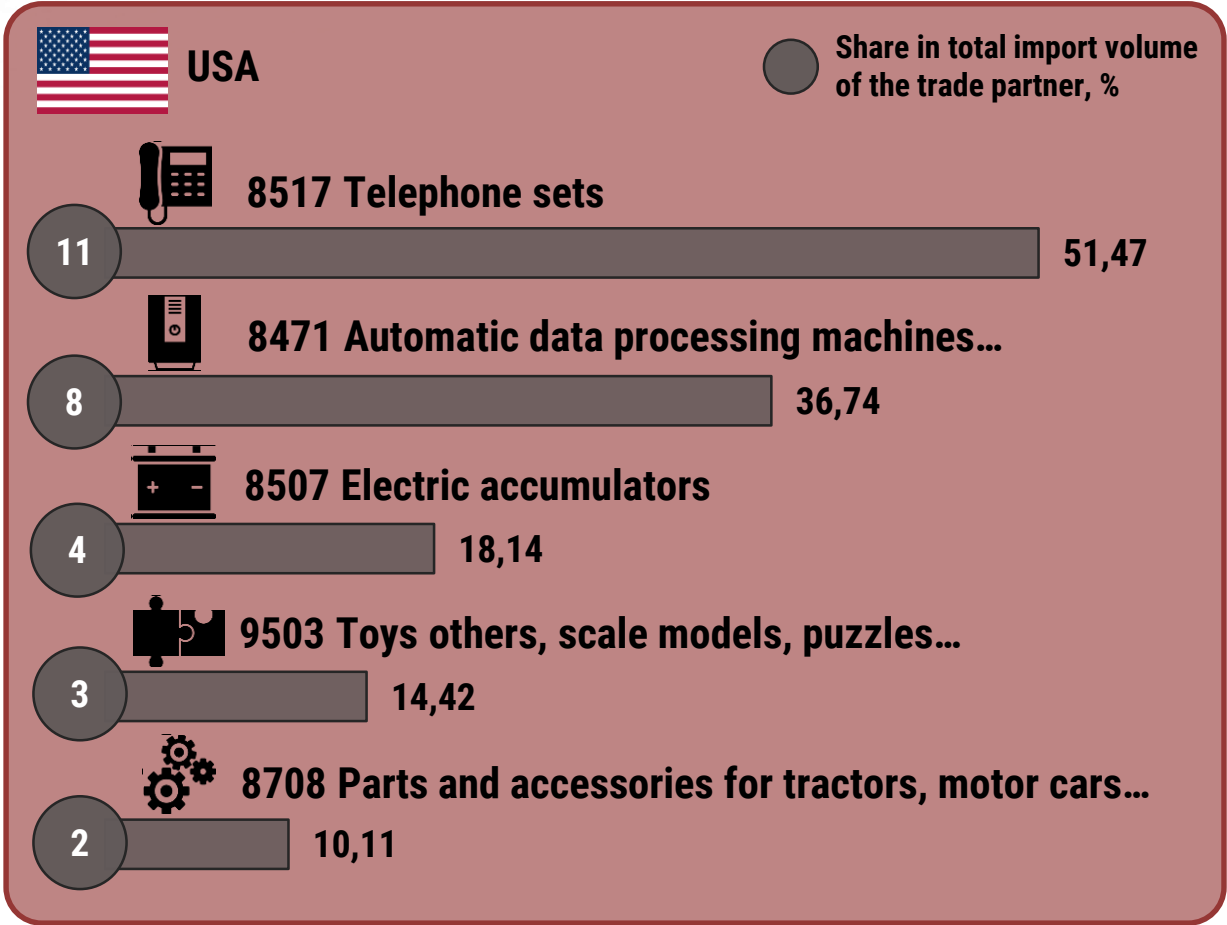 USA
Share in total import volume
of the trade partner, %
8517 Telephone sets
11
51,47
8471 Automatic data processing machines…
8
36,74
8507 Electric accumulators
4
18,14
9503 Toys others, scale models, puzzles…
3
14,42
8708 Parts and accessories for tractors, motor cars…
2
10,11